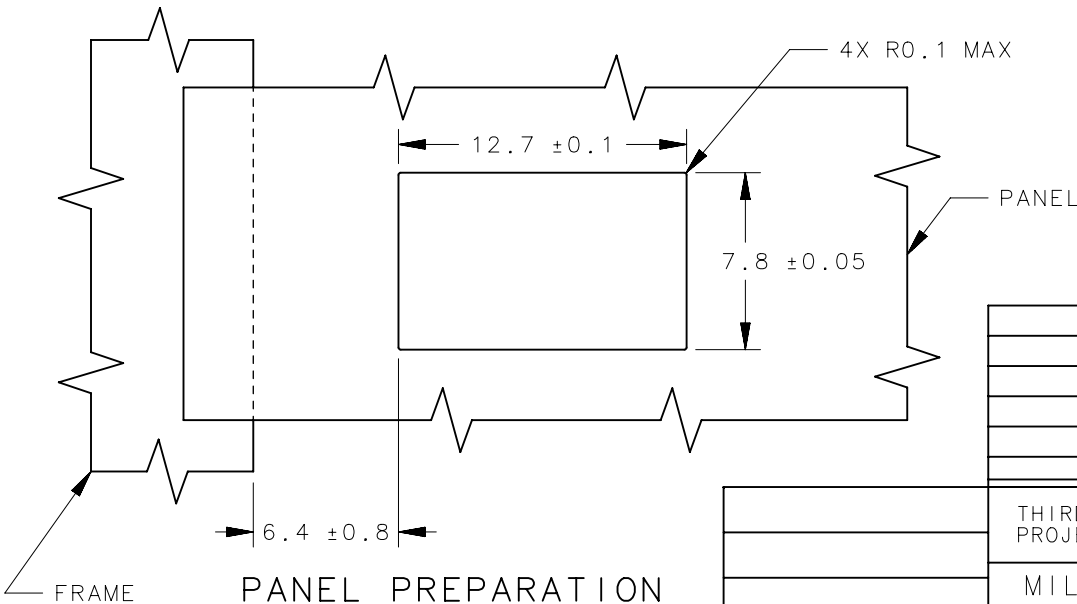 4X R0.1 MAX
12.7 ±0.1
PANEL
7.8 ±0.05
6.4 ±0.8
FRAME
PANEL PREPARATION